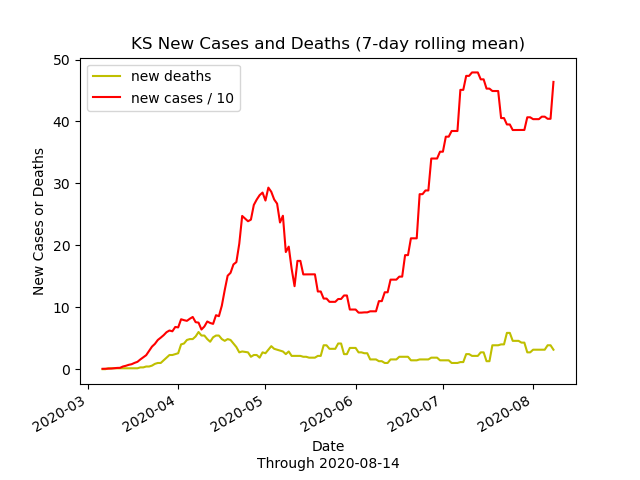 KS New Cases and Deaths (7-day rolling mean)
new deaths
new cases / 10
50
40
30
20
10
0
New Cases or Deaths
2020-03
2020-04
2020-05
2020-06
2020-07
2020-08
Date
Through 2020-08-14